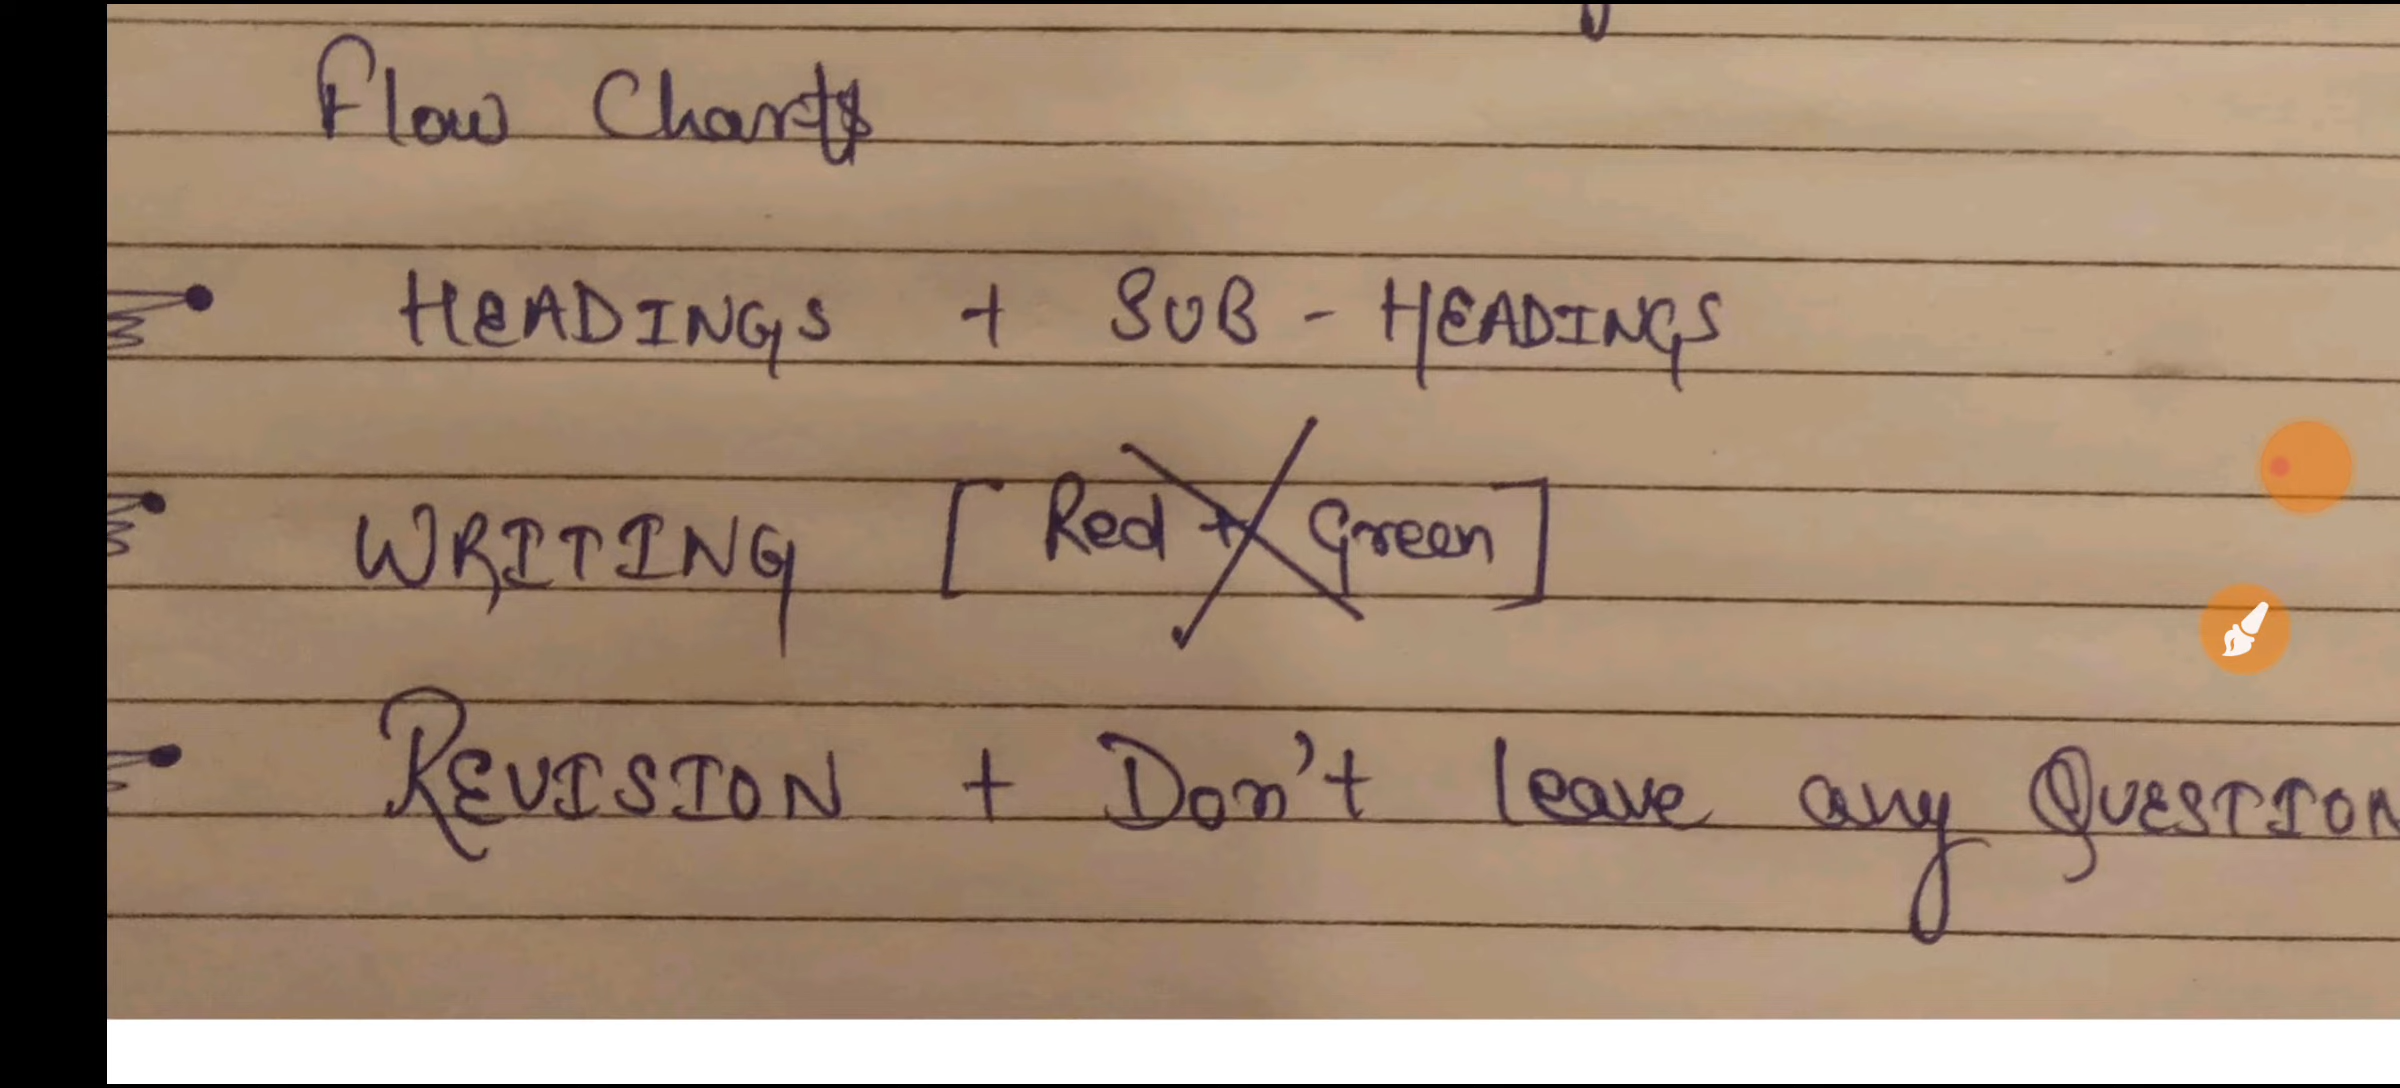 Flow Charts
HEADINGS + SUB - HEADINGS
WRITING [Red + Green]
REVISION + Don't leave any QUESTION